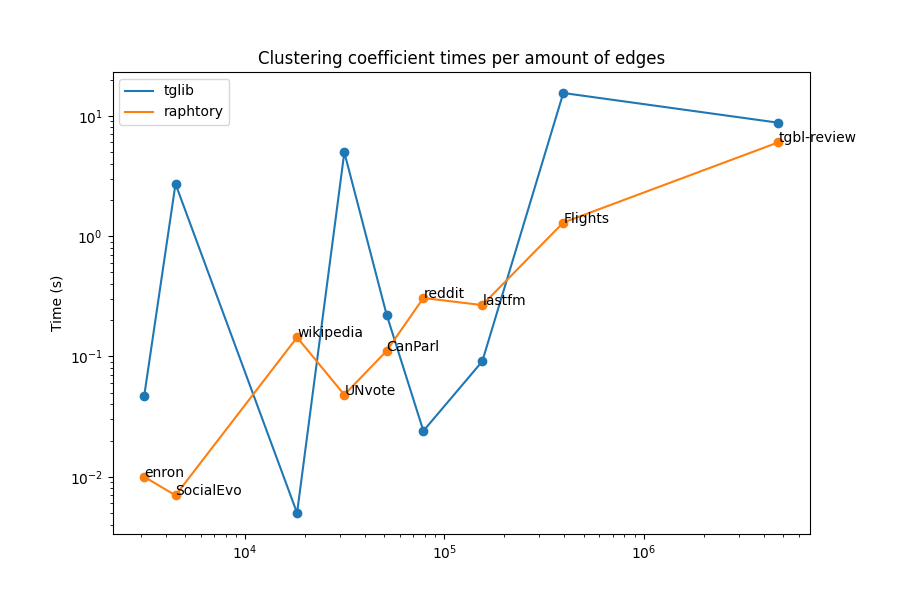 Clustering coefficient times per amount of edges
tglib
raphtory
Time (s)
10¹
10⁰
10⁻¹
10⁻²
tgbl-review
Flights
reddit
lastfm
wikipedia
CanParl
UNvote
enron
SocialEvo
10⁴
10⁵
10⁶